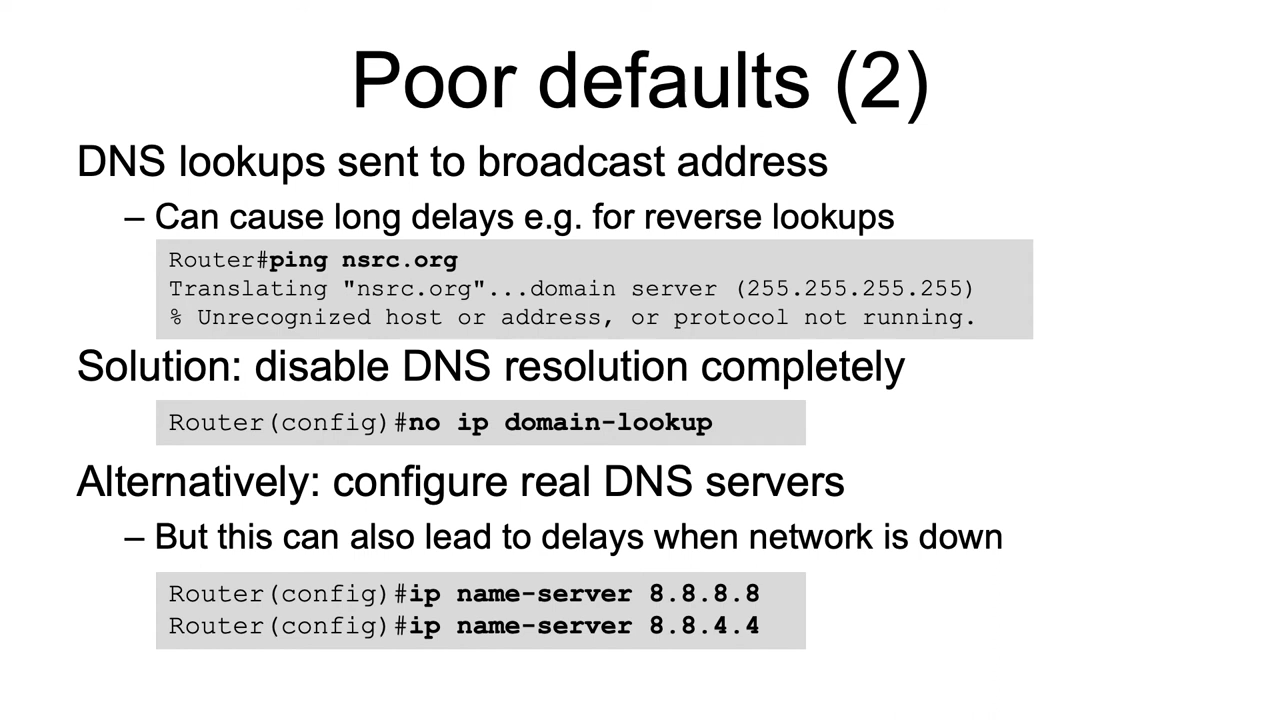 Poor defaults (2)
DNS lookups sent to broadcast address
– Can cause long delays e.g. for reverse lookups
Router#ping nsrc.org
Translating "nsrc.org"...domain server (255.255.255.255)
% Unrecognized host or address, or protocol not running.
Solution: disable DNS resolution completely
Router(config)#no ip domain-lookup
Alternatively: configure real DNS servers
– But this can also lead to delays when network is down
Router(config)#ip name-server 8.8.8.8
Router(config)#ip name-server 8.8.4.4